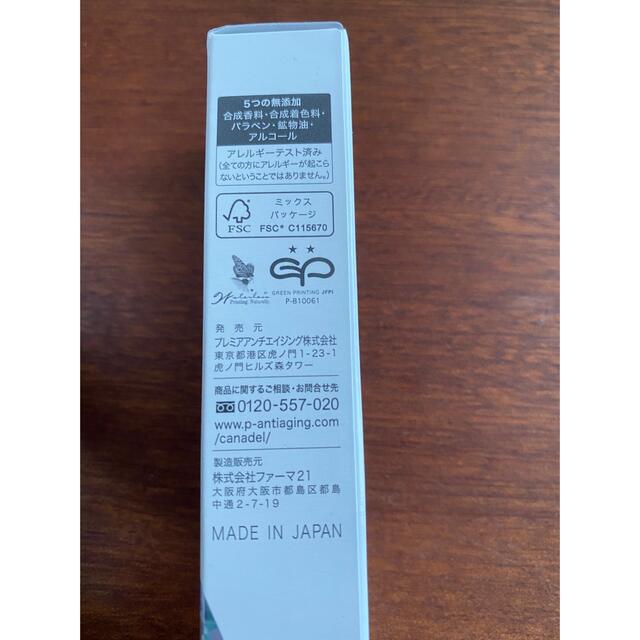 5つの無添加
合成香料・合成着色料・
パラベン・鉱物油・
アルコール
アレルギーテスト済み
(全ての方にアレルギーが起こら
ないということではありません。)
FSC
ミックス
パッケージ
FSC® C115670
Waterless
Printing. Naturally.
GREEN PRINTING JFPI
P-B10061
発売元
プレミアアンチエイジング株式会社
東京都港区虎ノ門1-23-1
虎ノ門ヒルズ森タワー
商品に関するご相談・お問合せ先
0120-557-020
www.p-antiaging.com
/canadel/
製造販売元
株式会社ファーマ21
大阪府大阪市都島区都島
中通2-7-19
MADE IN JAPAN